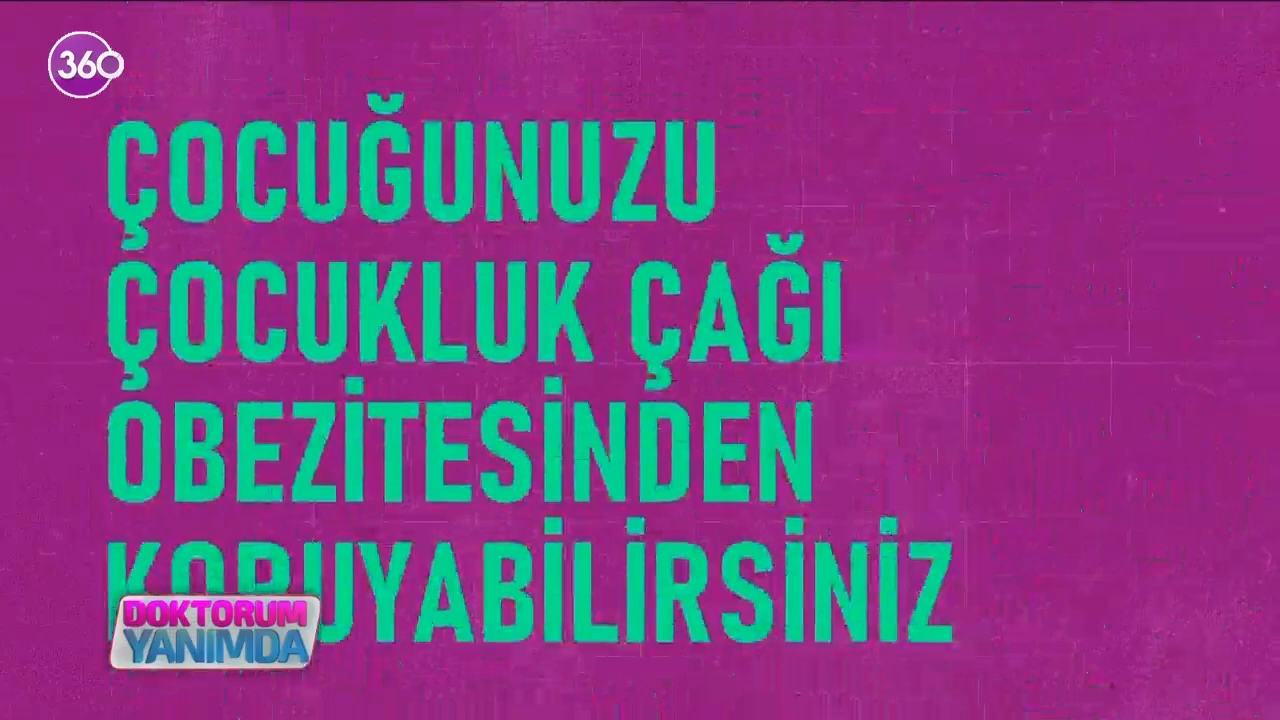 360
ÇOCUĞUNUZU
ÇOCUKLUK ÇAĞI
OBEZİTESİNDEN
KORUYABİLİRSİNİZ
DOKTORUM
YANIMDA